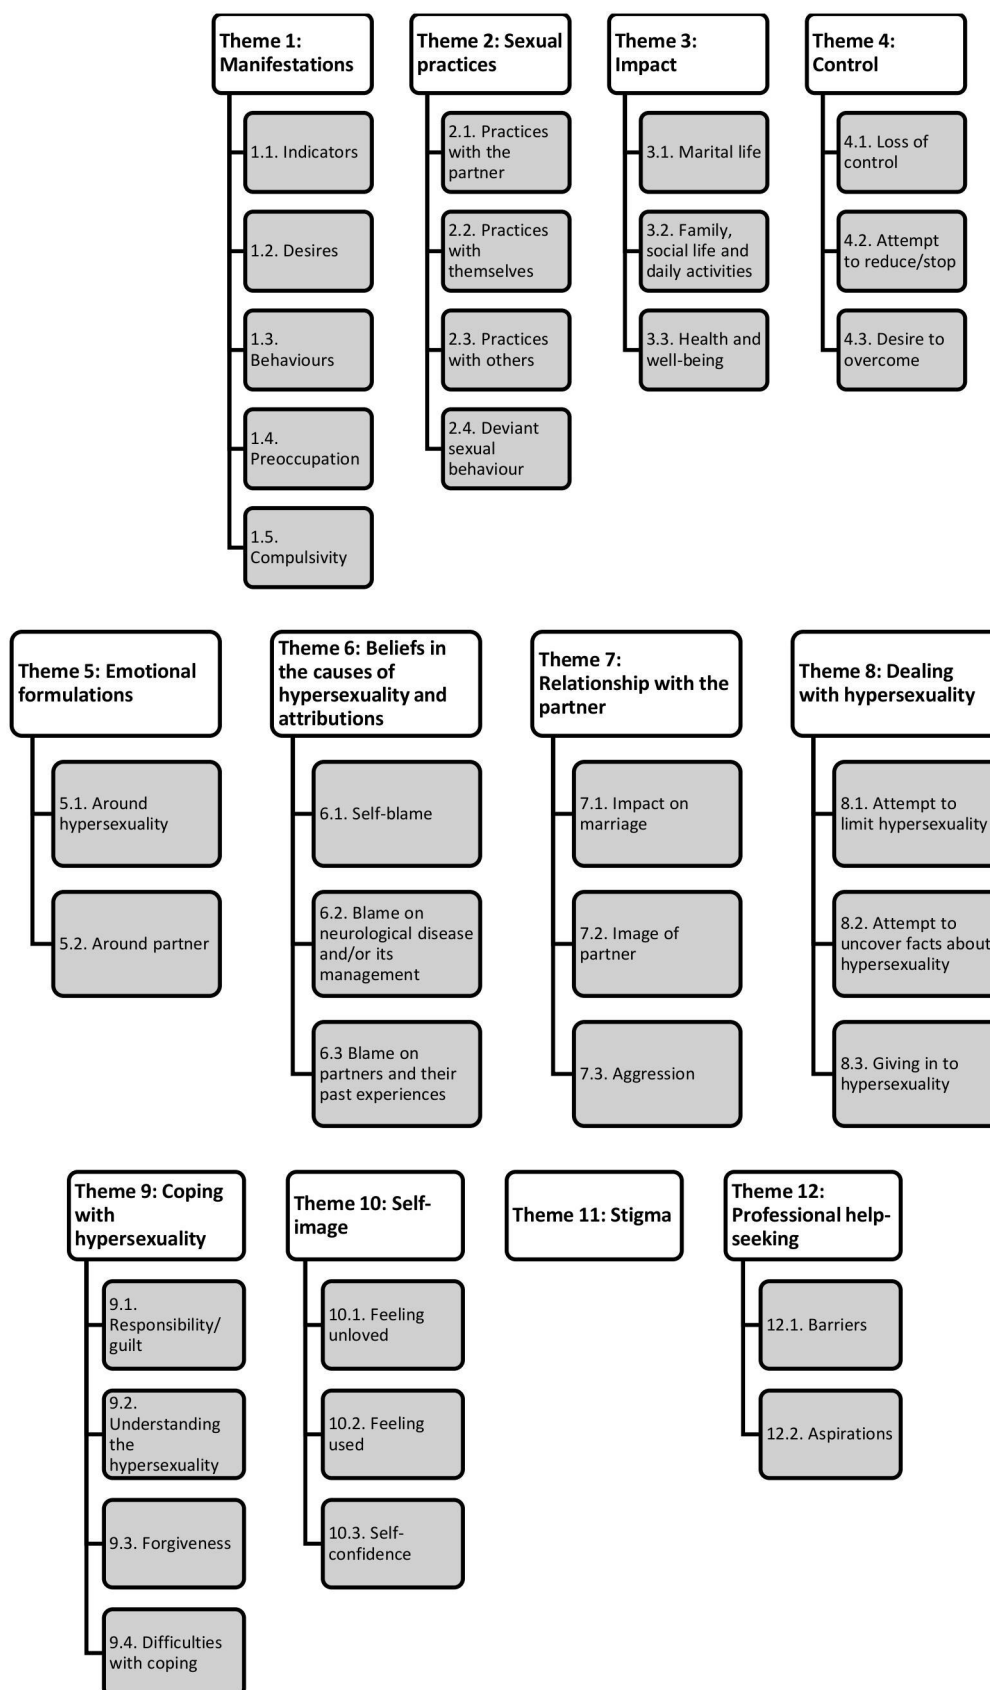 Theme 1:
Manifestations
1.1. Indicators
1.2. Desires
1.3.
Behaviours
1.4.
Preoccupation
1.5.
Compulsivity
Theme 2: Sexual
practices
2.1. Practices
with the
partner
2.2. Practices
with
themselves
2.3. Practices
with others
2.4. Deviant
sexual
behaviour
Theme 3:
Impact
3.1. Marital life
3.2. Family,
social life and
daily activities
3.3. Health and
well-being
Theme 4:
Control
4.1. Loss of
control
4.2. Attempt
to reduce/stop
4.3. Desire to
overcome
Theme 5: Emotional
formulations
5.1. Around
hypersexuality
5.2. Around partner
Theme 6: Beliefs in
the causes of
hypersexuality and
attributions
6.1. Self-blame
6.2. Blame on
neurological disease
and/or its
management
6.3 Blame on
partners and their
past experiences
Theme 7:
Relationship with the
partner
7.1. Impact on
marriage
7.2. Image of
partner
7.3. Aggression
Theme 8: Dealing
with hypersexuality
8.1. Attempt to
limit hypersexuality
8.2. Attempt to
uncover facts about
hypersexuality
8.3. Giving in to
hypersexuality
Theme 9: Coping
with
hypersexuality
9.1.
Responsibility/
guilt
9.2.
Understanding
the
hypersexuality
9.3. Forgiveness
9.4. Difficulties
with coping
Theme 10: Self-
image
10.1. Feeling
unloved
10.2. Feeling
used
10.3. Self-
confidence
Theme 11: Stigma
Theme 12:
Professional help-
seeking
12.1. Barriers
12.2. Aspirations